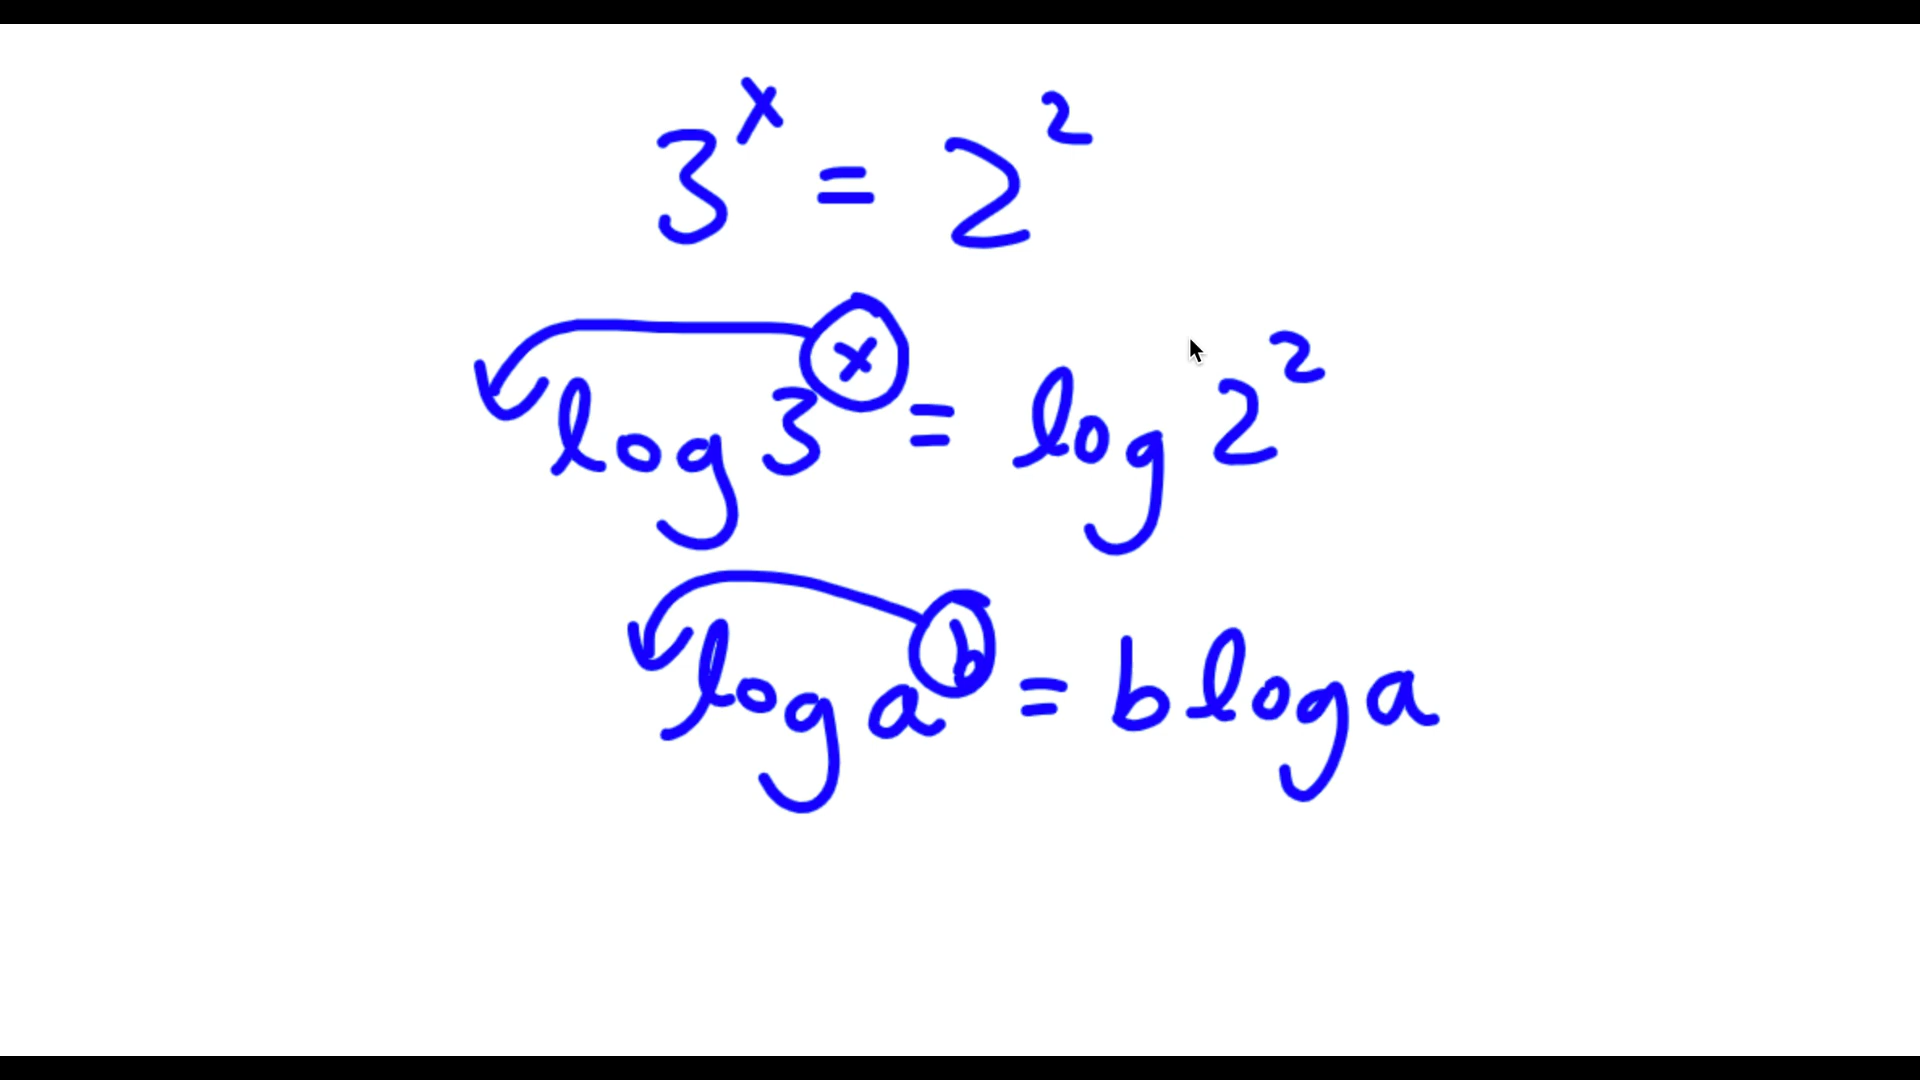 3^x = 2^2
log 3^x = log 2^2
log a^b = b log a